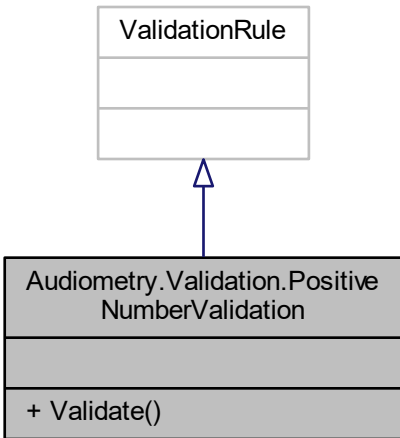 ValidationRule
Audiometry.Validation.Positive
NumberValidation
+ Validate()